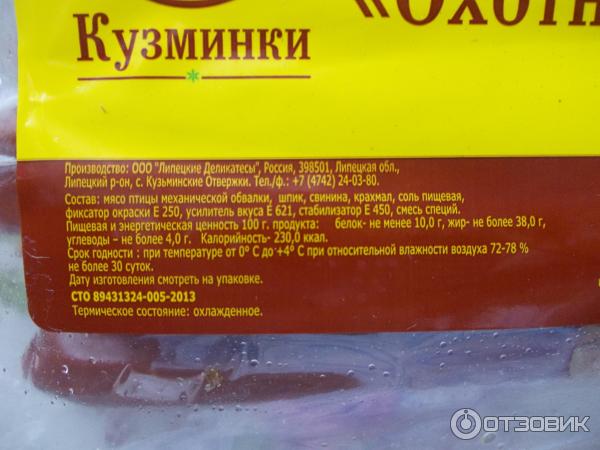 «Охотн
Кузминки
Производство: ООО "Липецкие Деликатесы", Россия, 398501, Липецкая обл.,
Липецкий р-он, с. Кузьминские Отвержки. Тел./ф.: +7 (4742) 24-03-80.
Состав: мясо птицы механической обвалки, шпик, свинина, крахмал, соль пищевая,
фиксатор окраски Е 250, усилитель вкуса Е 621, стабилизатор Е 450, смесь специй.
Пищевая и энергетическая ценность 100 г. продукта: белок- не менее 10,0 г, жир- не более 38,0 г,
углеводы – не более 4,0 г. Калорийность- 230,0 ккал.
Срок годности : при температуре от 0° С до +4° С при относительной влажности воздуха 72-78 %
не более 30 суток.
Дату изготовления смотреть на упаковке.
СТО 89431324-005-2013
Термическое состояние: охлажденное.
ОТЗОВИК
otzovik.com